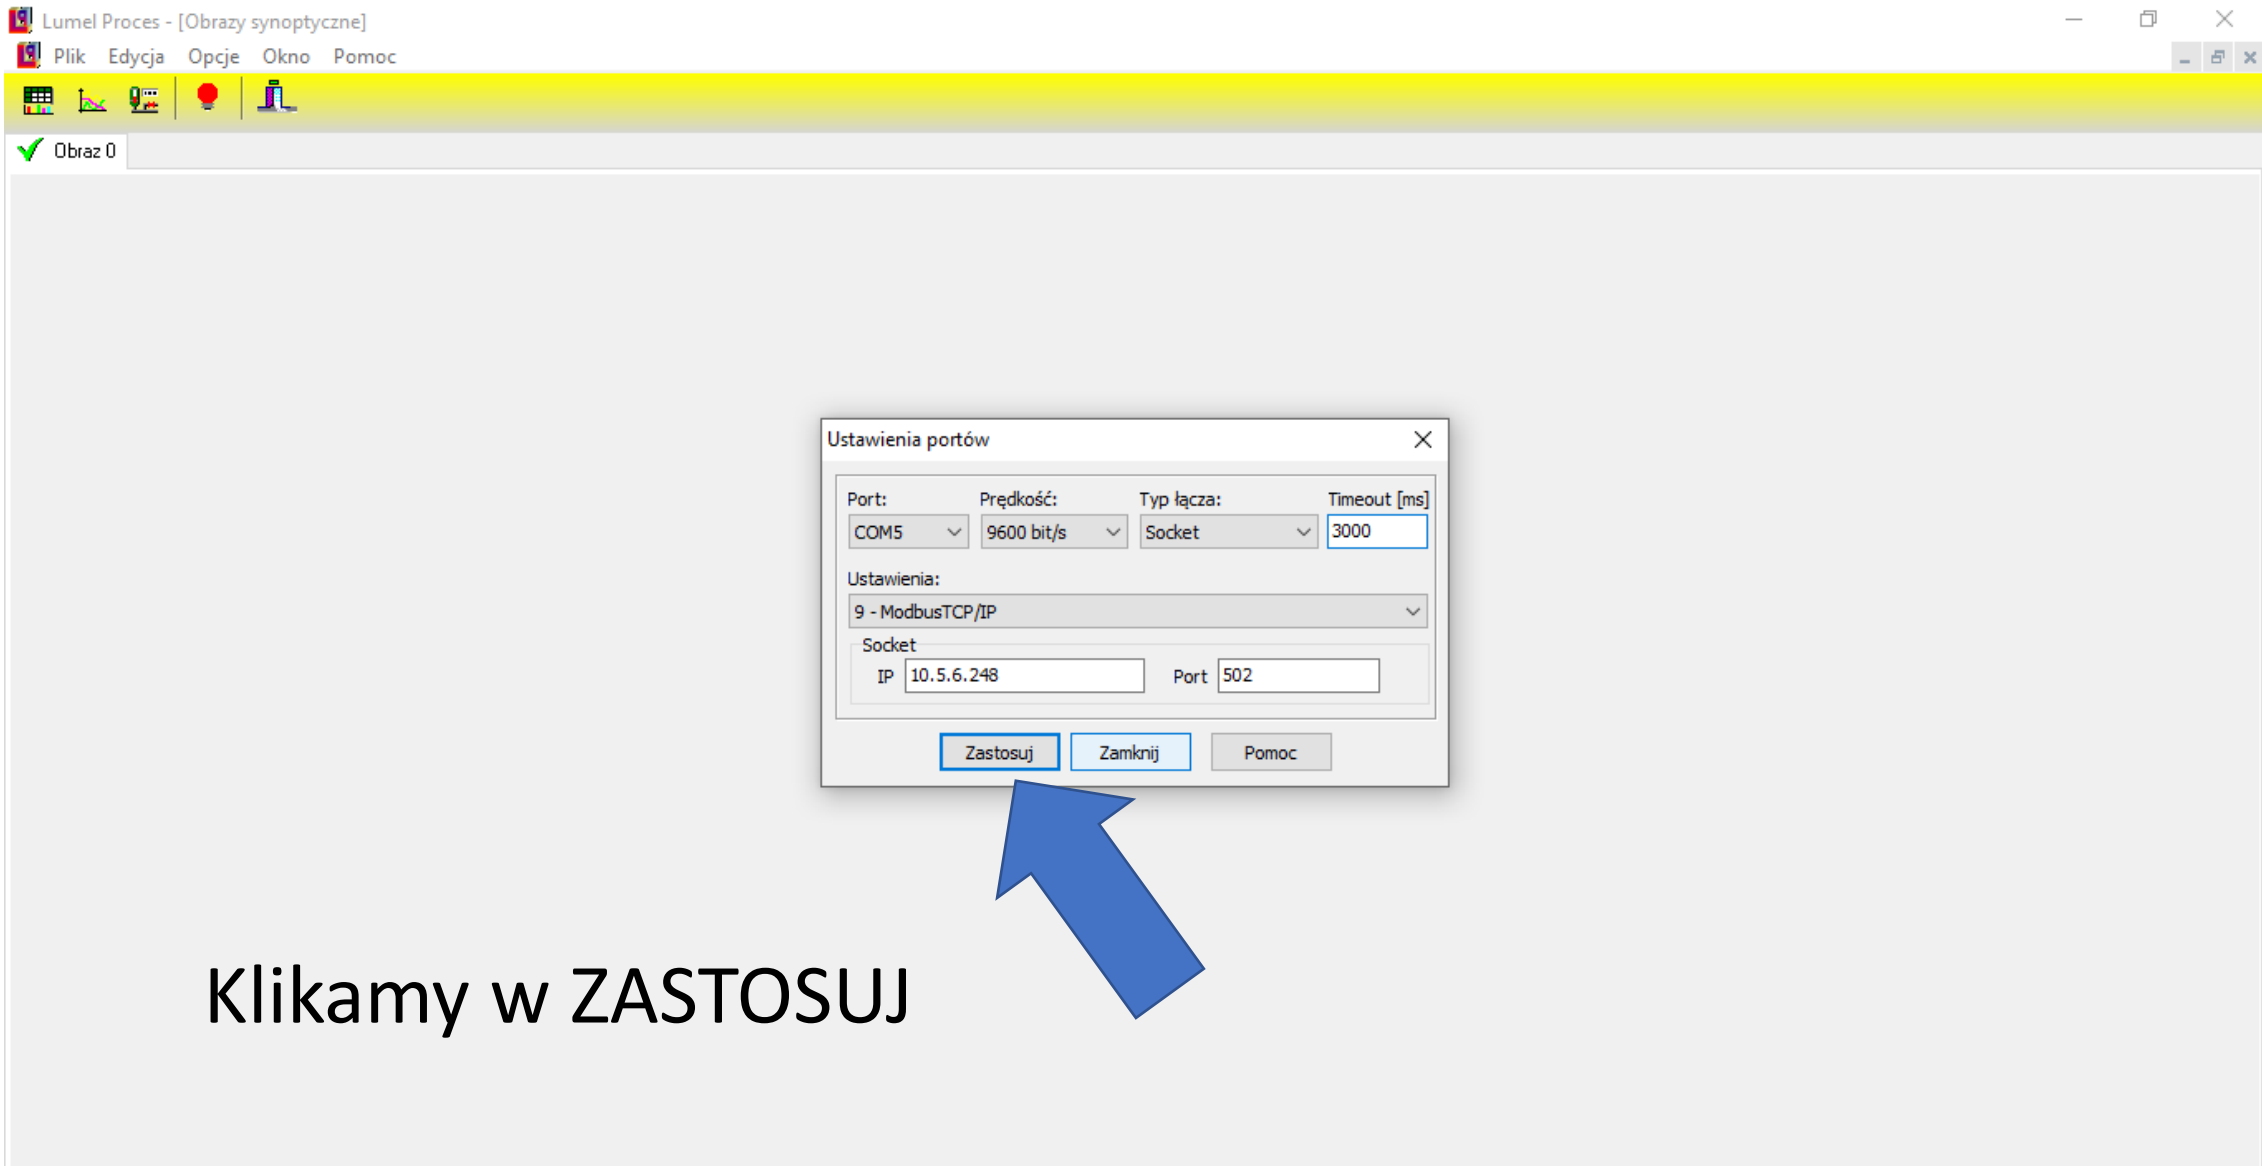 Lumel Proces - [Obrazy synoptyczne]
Plik Edycja Opcje Okno Pomoc
Obraz 0
Ustawienia portów
Port: Prędkość: Typ łącza: Timeout [ms]
COM5 9600 bit/s Socket 3000
Ustawienia:
9 - ModbusTCP/IP
Socket
IP 10.5.6.248 Port 502
Zastosuj Zamknij Pomoc
Klikamy w ZASTOSUJ